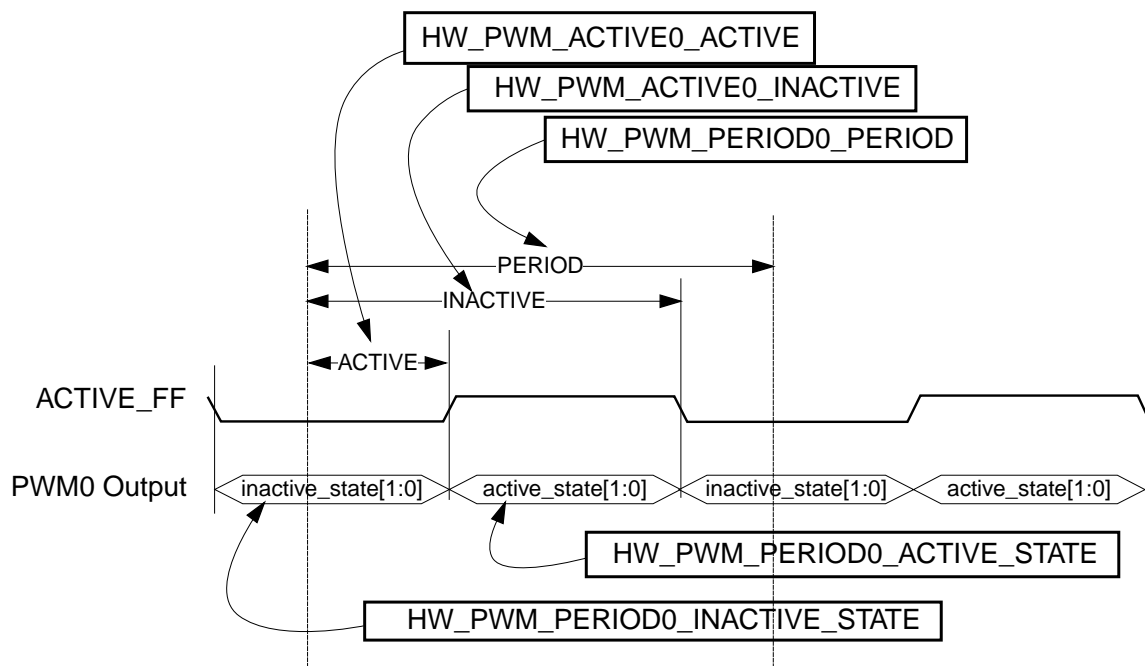 HW_PWM_ACTIVE0_ACTIVE
HW_PWM_ACTIVE0_INACTIVE
HW_PWM_PERIOD0_PERIOD
PERIOD
INACTIVE
ACTIVE
ACTIVE_FF
PWM0 Output
inactive_state[1:0]
active_state[1:0]
inactive_state[1:0]
active_state[1:0]
HW_PWM_PERIOD0_ACTIVE_STATE
HW_PWM_PERIOD0_INACTIVE_STATE